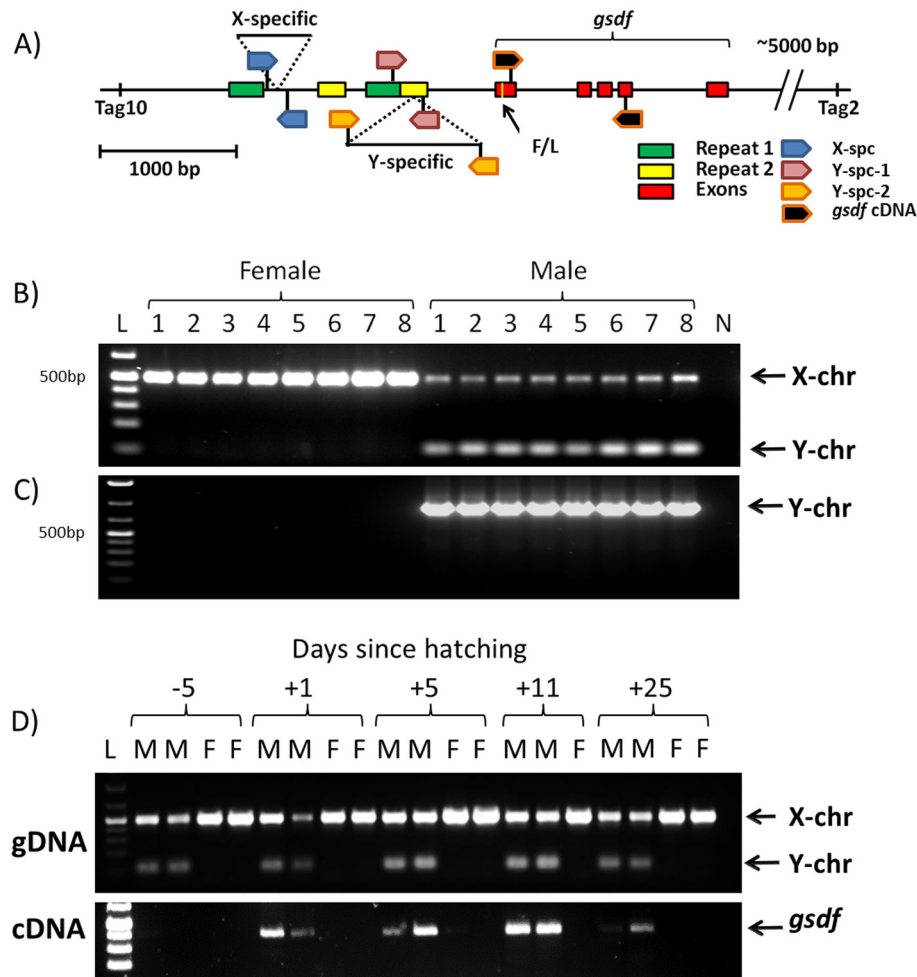 A)
X-specific
gsdf
~5000 bp
Tag10
Tag2
F/L
1000 bp
Y-specific
Repeat 1
Repeat 2
Exons
X-spc
Y-spc-1
Y-spc-2
gsdf cDNA
B)
Female Male
L 1 2 3 4 5 6 7 8 1 2 3 4 5 6 7 8 N
500bp
X-chr
Y-chr
C)
500bp
Y-chr
Days since hatching
-5 +1 +5 +11 +25
D)
L M M F F M M F F M M F F M M F M M F F
gDNA
X-chr
Y-chr
cDNA
gsdf